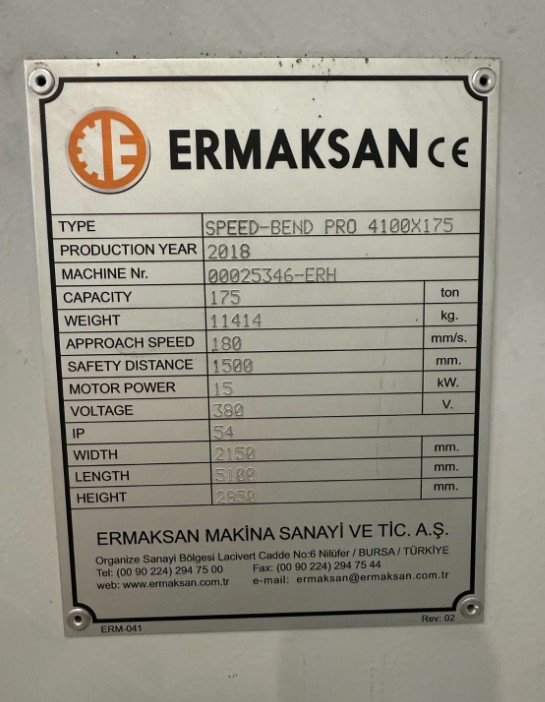 ERMAKSAN CE
TYPE SPEED-BEND PRO 4100X175
PRODUCTION YEAR 2018
MACHINE Nr. 00025346-ERH
CAPACITY 175 ton
WEIGHT 11414 kg.
APPROACH SPEED 180 mm/s.
SAFETY DISTANCE 1500 mm.
MOTOR POWER 15 kW.
VOLTAGE 380 V.
IP 54
WIDTH 2150 mm.
LENGTH 5100 mm.
HEIGHT 2950 mm.
ERMAKSAN MAKİNA SANAYİ VE TİC. A.Ş.
Organize Sanayi Bölgesi Lacivert Cadde No:6 Nilüfer / BURSA / TÜRKİYE
Tel: (00 90 224) 294 75 00 Fax: (00 90 224) 294 75 44
web: www.ermaksan.com.tr e-mail: ermaksan@ermaksan.com.tr
ERM-041 Rev: 02